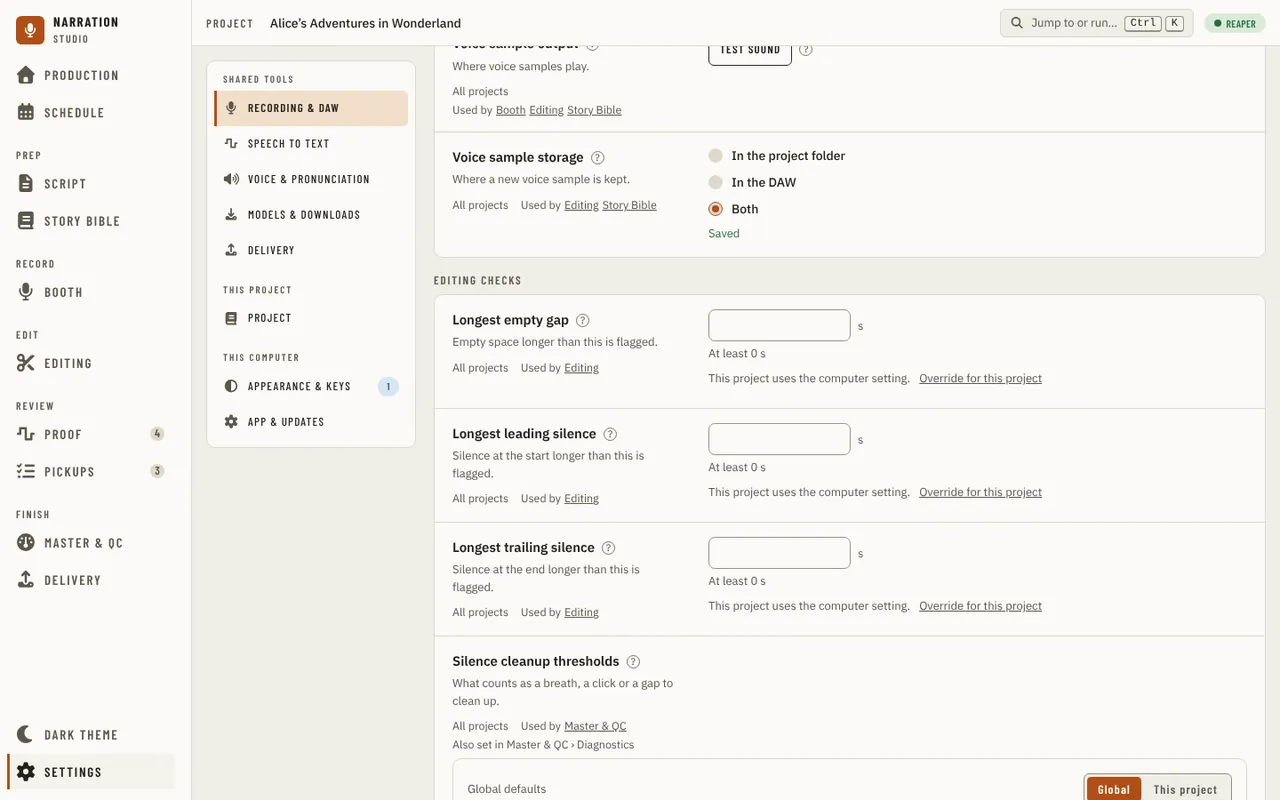 NARRATION
STUDIO
PRODUCTION
SCHEDULE
PREP
SCRIPT
STORY BIBLE
RECORD
BOOTH
EDIT
EDITING
REVIEW
PROOF 4
PICKUPS 3
FINISH
MASTER & QC
DELIVERY
DARK THEME
SETTINGS
PROJECT Alice's Adventures in Wonderland
Jump to or run... Ctrl K
REAPER
SHARED TOOLS
RECORDING & DAW
SPEECH TO TEXT
VOICE & PRONUNCIATION
MODELS & DOWNLOADS
DELIVERY
THIS PROJECT
PROJECT
THIS COMPUTER
APPEARANCE & KEYS 1
APP & UPDATES
Voice sample output ?
Where voice samples play.
All projects
Used by Booth Editing Story Bible
TEST SOUND ?
Voice sample storage ?
Where a new voice sample is kept.
All projects Used by Editing Story Bible
In the project folder
In the DAW
Both
Saved
EDITING CHECKS
Longest empty gap ?
Empty space longer than this is flagged.
All projects Used by Editing
s
At least 0 s
This project uses the computer setting. Override for this project
Longest leading silence ?
Silence at the start longer than this is
flagged.
All projects Used by Editing
s
At least 0 s
This project uses the computer setting. Override for this project
Longest trailing silence ?
Silence at the end longer than this is
flagged.
All projects Used by Editing
s
At least 0 s
This project uses the computer setting. Override for this project
Silence cleanup thresholds ?
What counts as a breath, a click or a gap to
clean up.
All projects Used by Master & QC
Also set in Master & QC › Diagnostics
Global defaults
Global This project